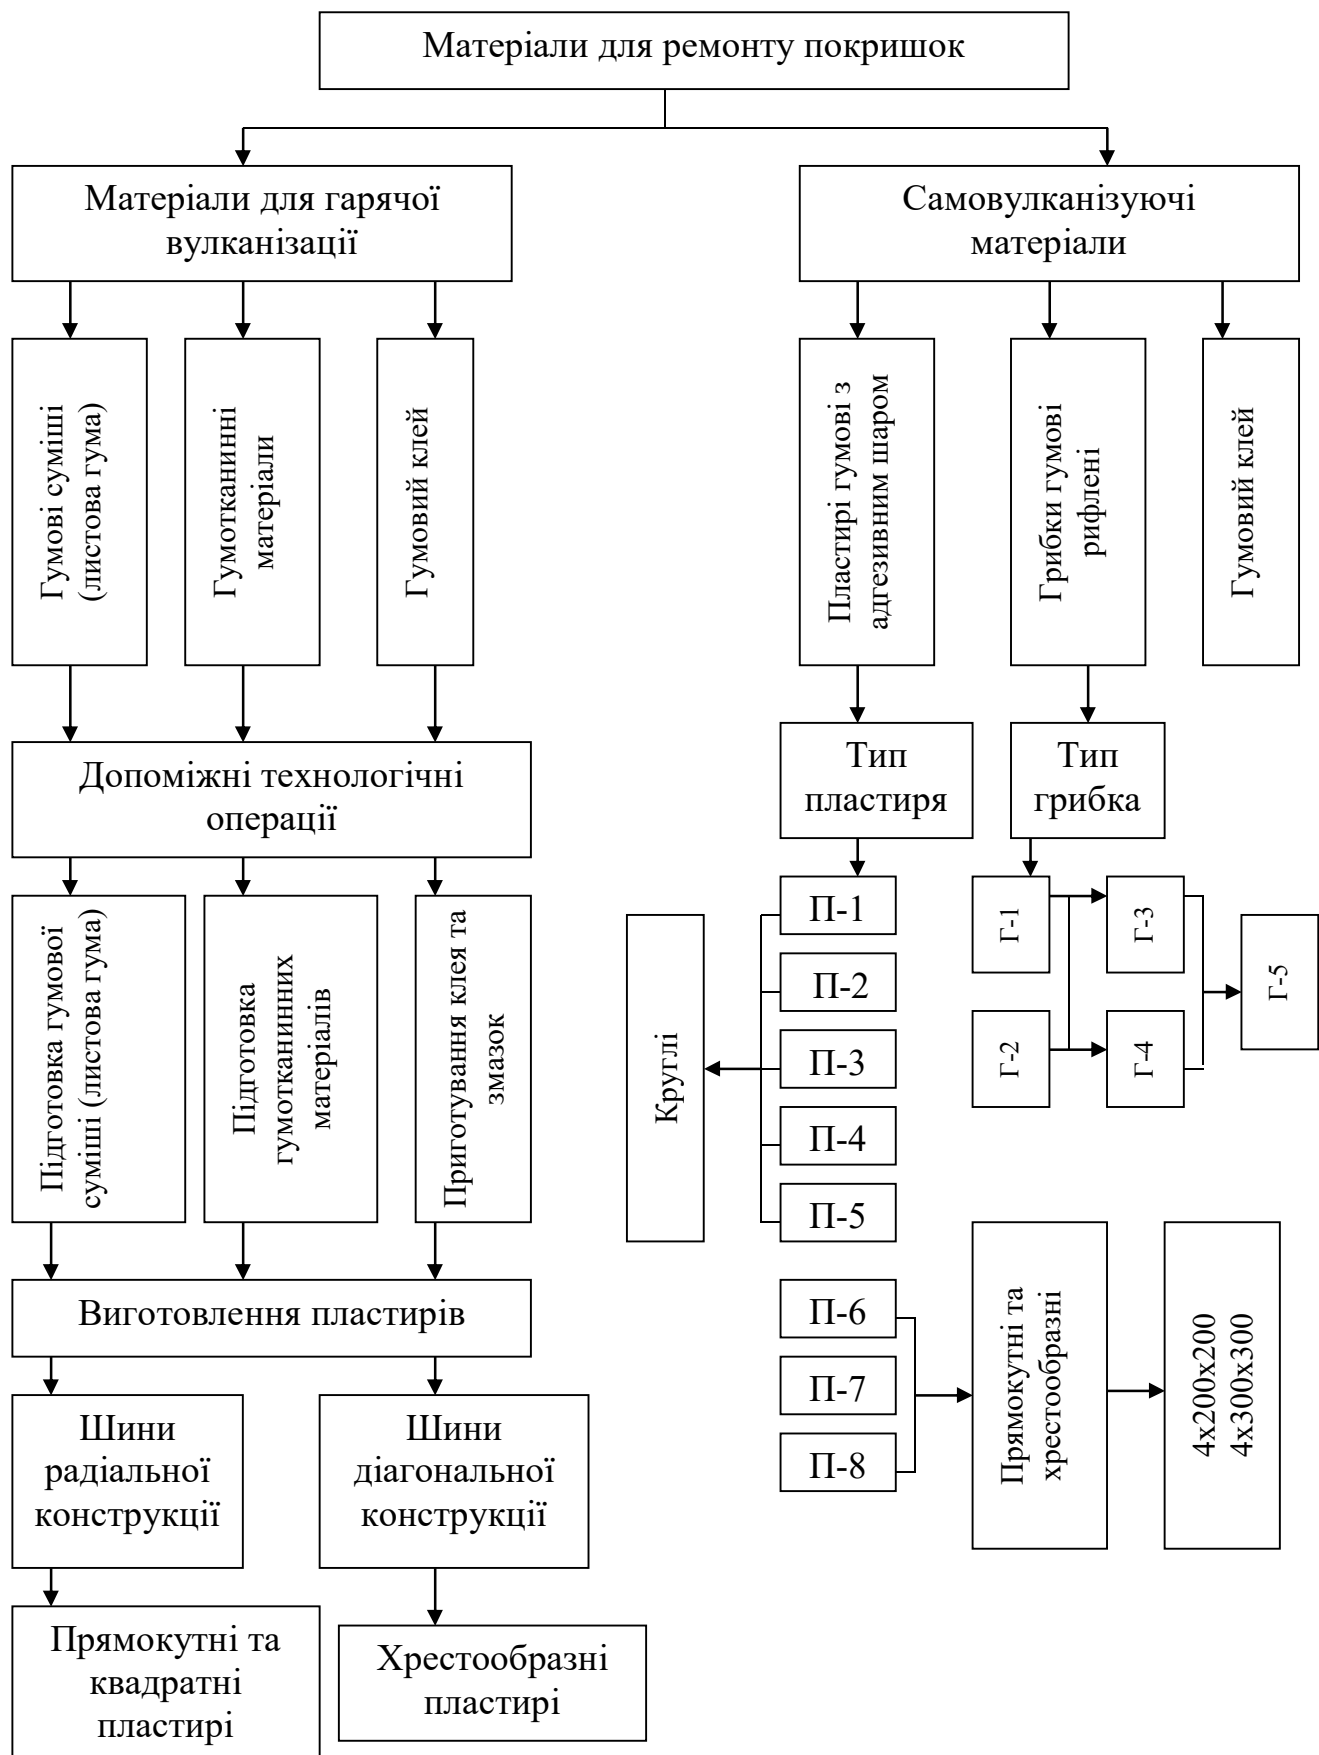 Матеріали для ремонту покришок
Матеріали для гарячої
вулканізації
Самовулканізуючі
матеріали
Гумові суміші
(листова гума)
Гумотканинні
матеріали
Гумовий клей
Пластирі гумові з
адгезивним шаром
Грибки гумові
рифлені
Гумовий клей
Допоміжні технологічні
операції
Тип
пластиря
Тип
грибка
Підготовка гумової
суміші (листова гума)
Підготовка
гумотканинних
матеріалів
Приготування клея та
змазок
Круглі
П-1
П-2
П-3
П-4
П-5
Г-1
Г-3
Г-2
Г-4
Г-5
Виготовлення пластирів
П-6
П-7
П-8
Прямокутні та
хрестообразні
4х200х200
4х300х300
Шини
радіальної
конструкції
Шини
діагональної
конструкції
Прямокутні та
квадратні
пластирі
Хрестообразні
пластирі